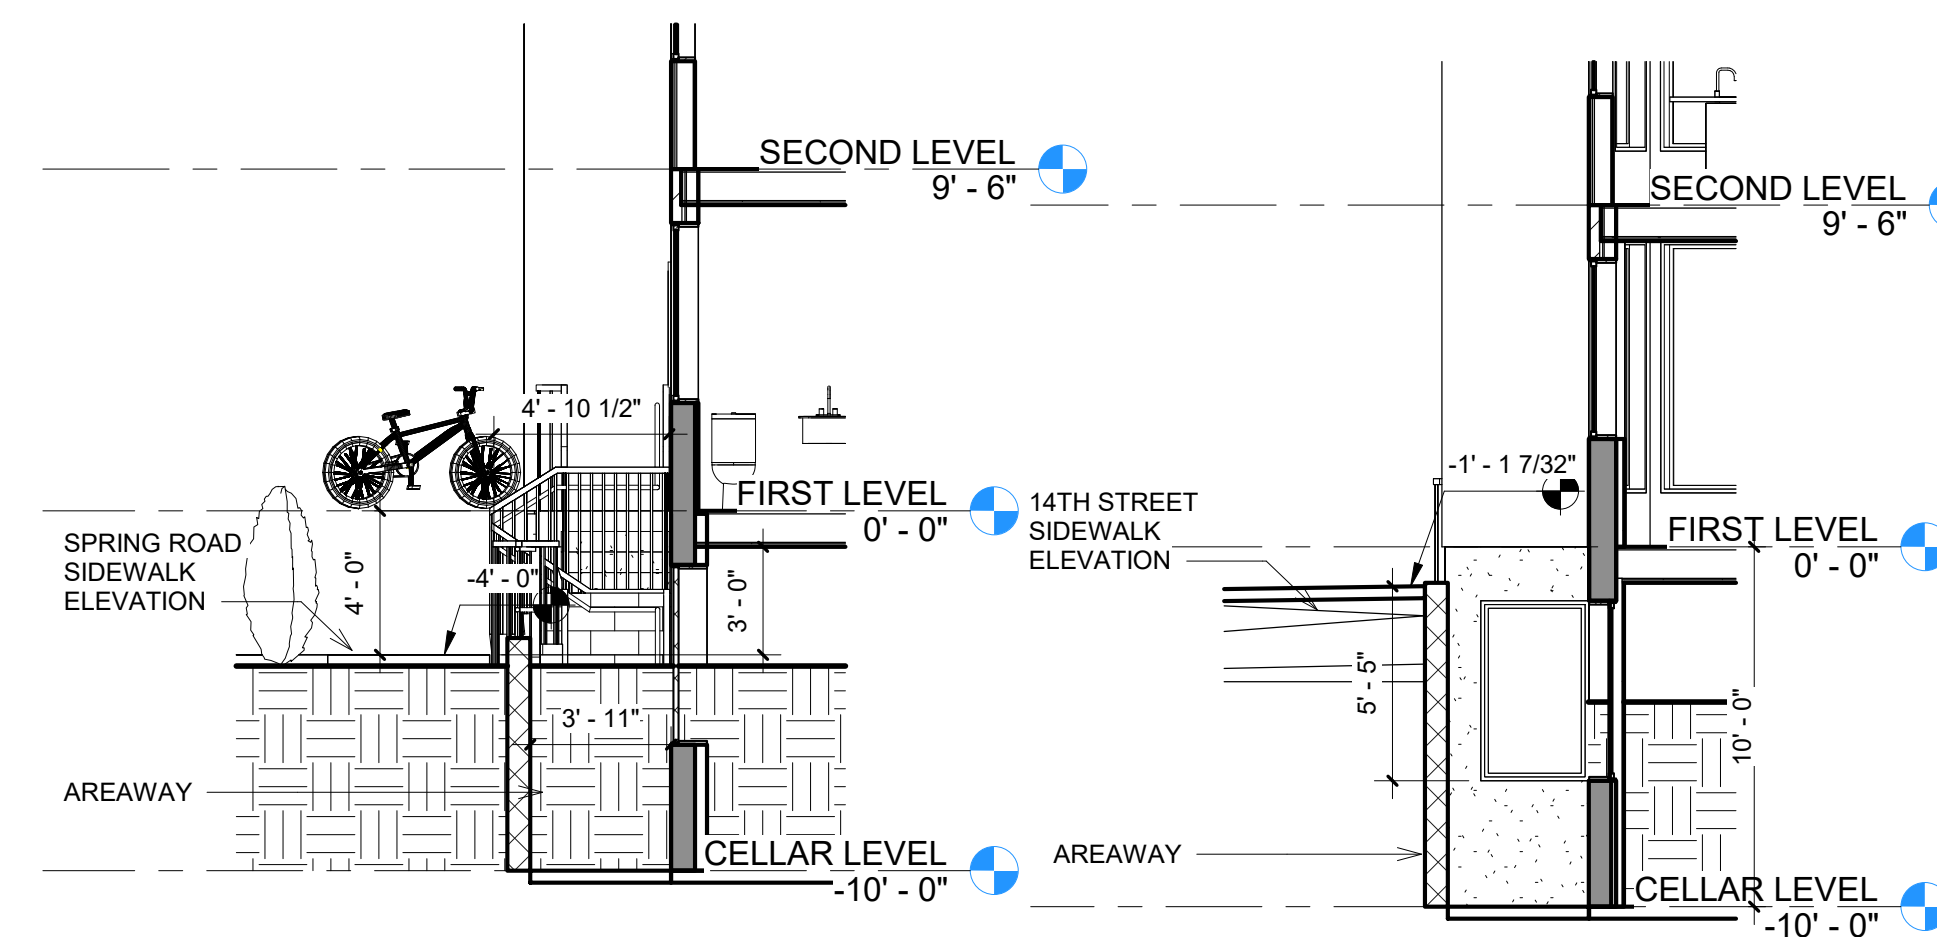 SECOND LEVEL
9' - 6"
4' - 10 1/2"
FIRST LEVEL
0' - 0"
SPRING ROAD
SIDEWALK
ELEVATION
4' - 0"
-4' - 0"
3' - 0"
3' - 11"
AREAWAY
CELLAR LEVEL
-10' - 0"
SECOND LEVEL
9' - 6"
-1' - 1 7/32"
14TH STREET
SIDEWALK
ELEVATION
FIRST LEVEL
0' - 0"
5' - 5"
10' - 0"
AREAWAY
CELLAR LEVEL
-10' - 0"